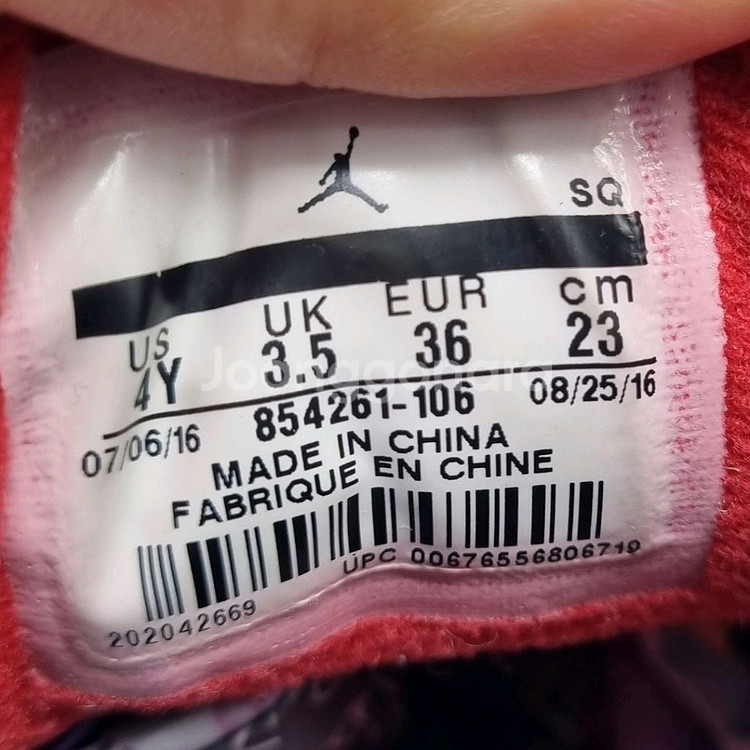 SQ
US UK EUR cm
4Y 3.5 36 23
07/06/16 854261-106 08/25/16
MADE IN CHINA
FABRIQUE EN CHINE
UPC 00676556806719
202042669